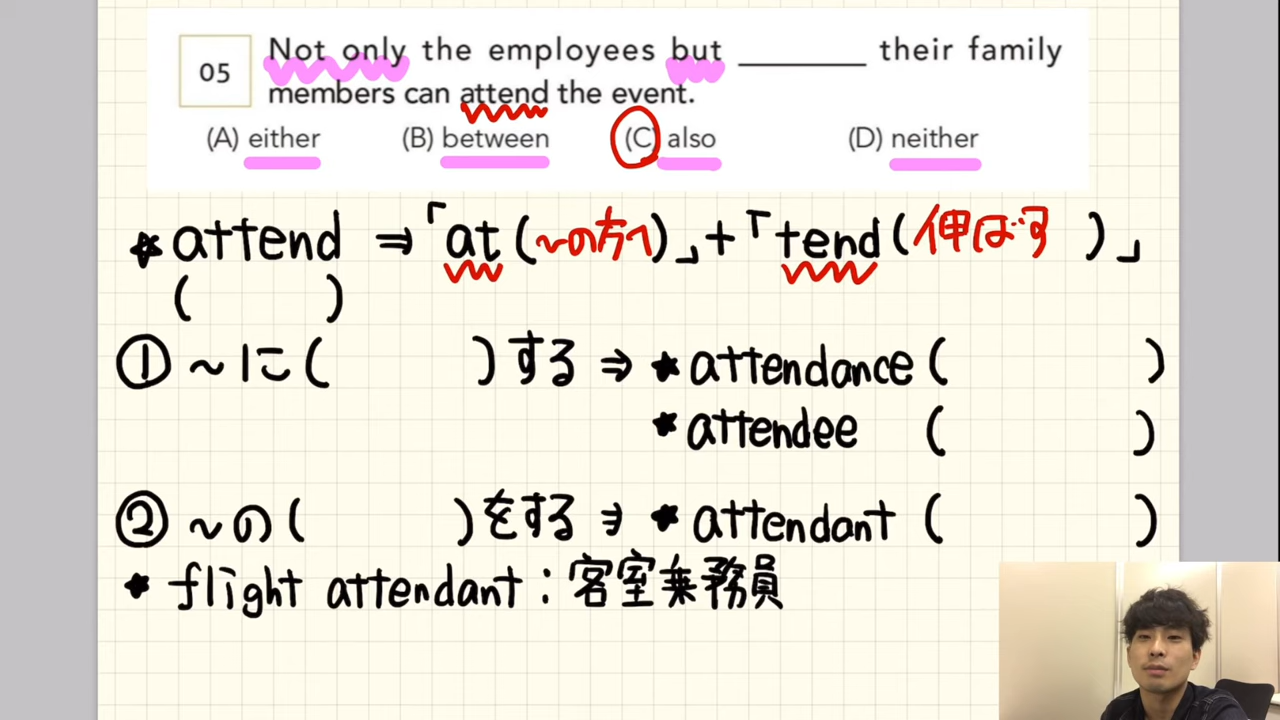 05
Not only the employees but ________ their family
members can attend the event.
(A) either (B) between (C) also (D) neither
★ attend ⇒「at (~の方へ)」+「tend(伸ばす )」
( )
① ~に( )する ⇒ ★ attendance ( )
★ attendee ( )
② ~の( )をする ⇒ ★ attendant ( )
★ flight attendant : 客室乗務員